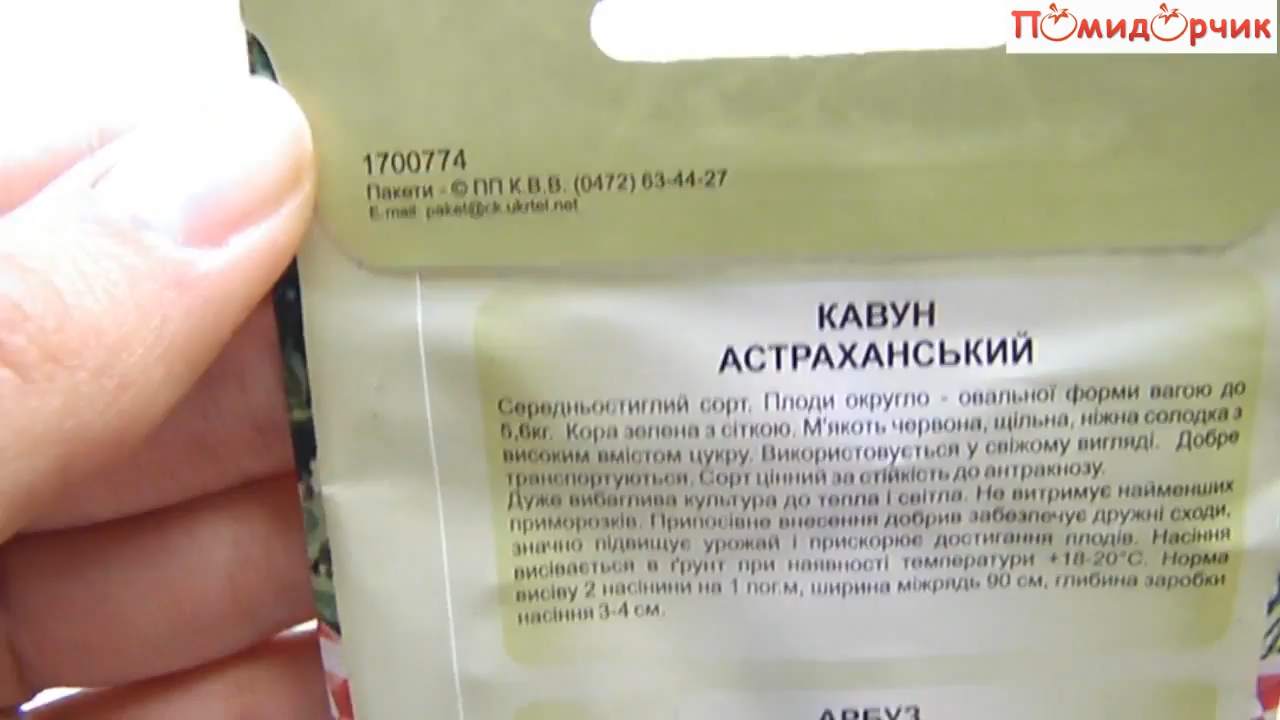 Помидорчик
1700774
Пакети - © ПП К.В.В. (0472) 63-44-27
E.mail: paket@ck.ukrtel.net
КАВУН
АСТРАХАНСЬКИЙ
Середньостиглий сорт. Плоди округло - овальної форми вагою до
6,6кг. Кора зелена з сіткою. М'якоть червона, щільна, ніжна солодка з
високим вмістом цукру. Використовується у свіжому вигляді. Добре
транспортуються. Сорт цінний за стійкість до антракнозу.
Дуже вибаглива культура до тепла і світла. Не витримує найменших
приморозків. Припосівне внесення добрив забезпечує дружні сходи,
значно підвищує урожай і прискорює достигання плодів. Насіння
висівається в ґрунт при наявності температури +18-20°С. Норма
висіву 2 насінини на 1 пог.м, ширина міжрядь 90 см, глибина заробки
насіння 3-4 см.
АРБУЗ